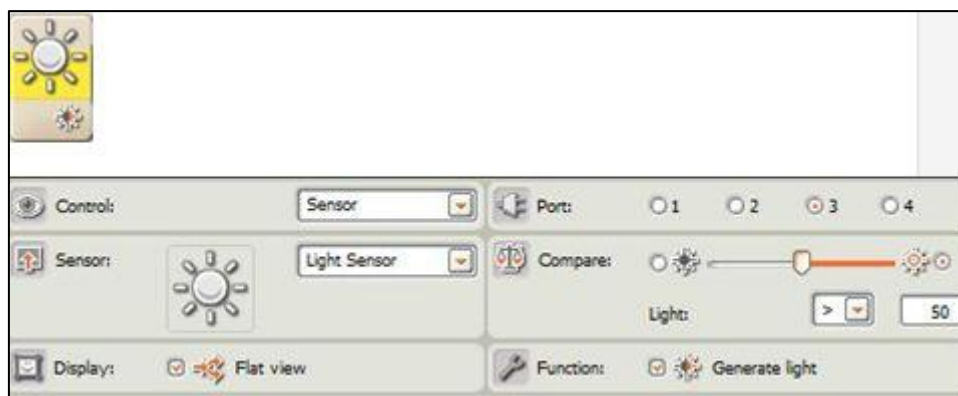 Control: Sensor Port: 1 2 3 4
Sensor: Light Sensor Compare:
Light: > 50
Display: Flat view Function: Generate light